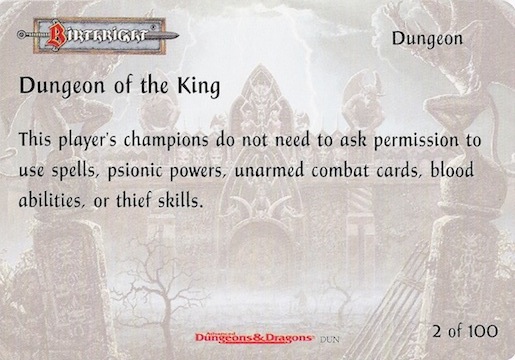 BIRTHRIGHT
Dungeon
Dungeon of the King
This player's champions do not need to ask permission to
use spells, psionic powers, unarmed combat cards, blood
abilities, or thief skills.
Advanced
Dungeons & Dragons
DUN
2 of 100